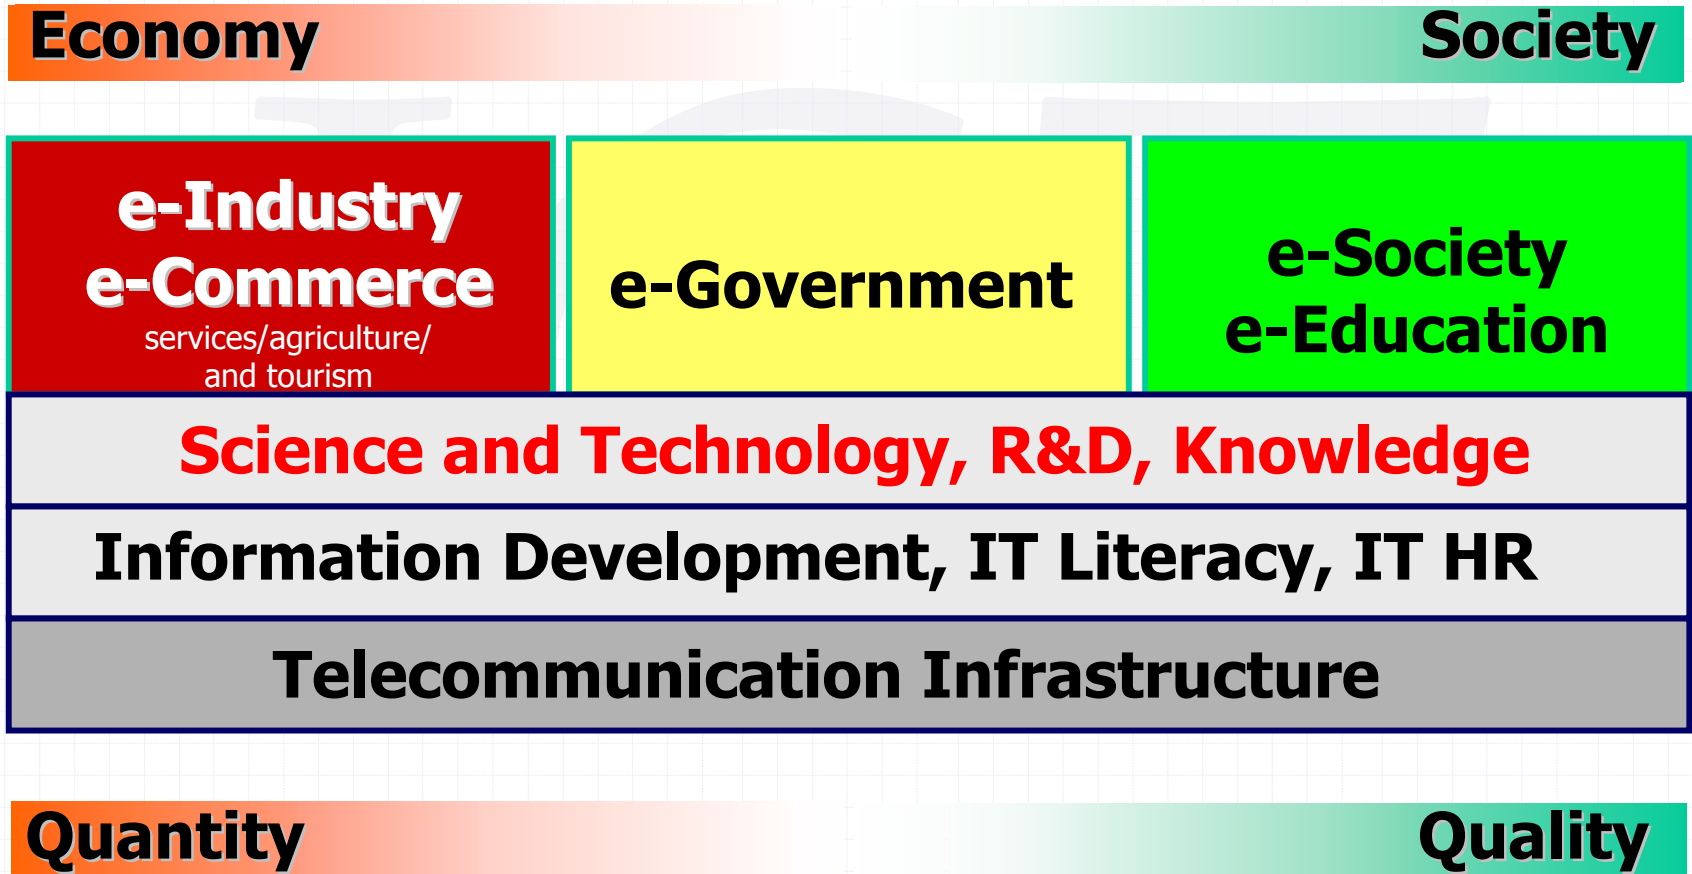 Economy
Society
e-Industry
e-Commerce
services/agriculture/
and tourism
e-Government
e-Society
e-Education
Science and Technology, R&D, Knowledge
Information Development, IT Literacy, IT HR
Telecommunication Infrastructure
Quantity
Quality